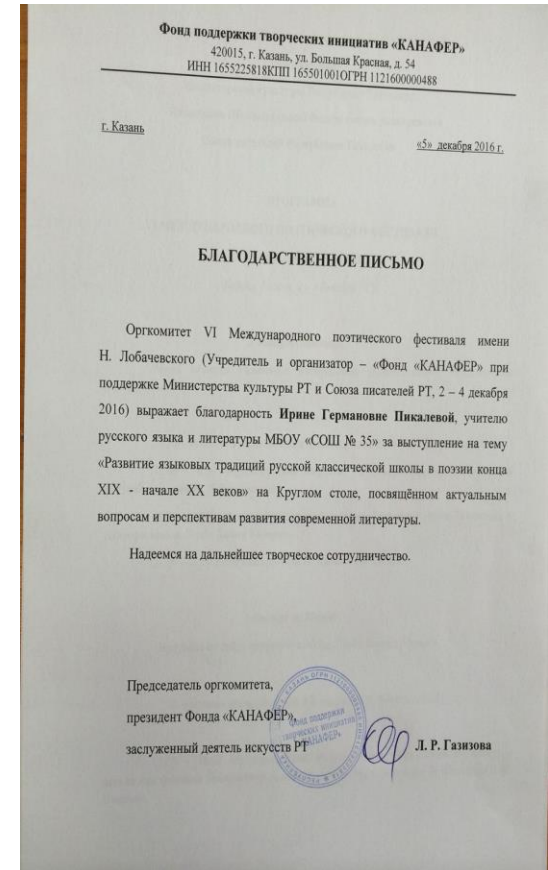 Фонд поддержки творческих инициатив «КАНАФЕР»
420015, г. Казань, ул. Большая Красная, д. 54
ИНН 1655225818КПП 165501001ОГРН 1121600000488
г. Казань
«5» декабря 2016 г.
БЛАГОДАРСТВЕННОЕ ПИСЬМО
Оргкомитет VI Международного поэтического фестиваля имени
Н. Лобачевского (Учредитель и организатор – «Фонд «КАНАФЕР» при
поддержке Министерства культуры РТ и Союза писателей РТ, 2 – 4 декабря
2016) выражает благодарность Ирине Германовне Пикалевой, учителю
русского языка и литературы МБОУ «СОШ № 35» за выступление на тему
«Развитие языковых традиций русской классической школы в поэзии конца
XIX - начале XX веков» на Круглом столе, посвящённом актуальным
вопросам и перспективам развития современной литературы.
Надеемся на дальнейшее творческое сотрудничество.
Председатель оргкомитета,
президент Фонда «КАНАФЕР»,
заслуженный деятель искусств РТ
Фонд поддержки
творческих инициатив
«КАНАФЕР»
Л. Р. Газизова